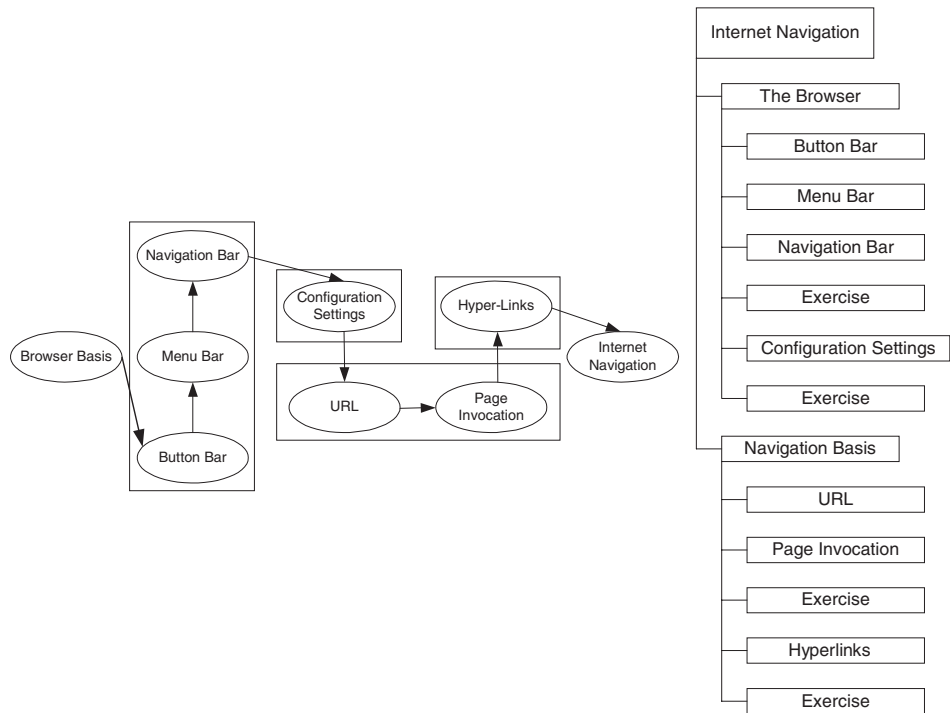 Navigation Bar
Configuration
Settings
Hyper-Links
Browser Basis
Menu Bar
Internet
Navigation
URL
Page
Invocation
Button Bar
Internet Navigation
The Browser
Button Bar
Menu Bar
Navigation Bar
Exercise
Configuration Settings
Exercise
Navigation Basis
URL
Page Invocation
Exercise
Hyperlinks
Exercise